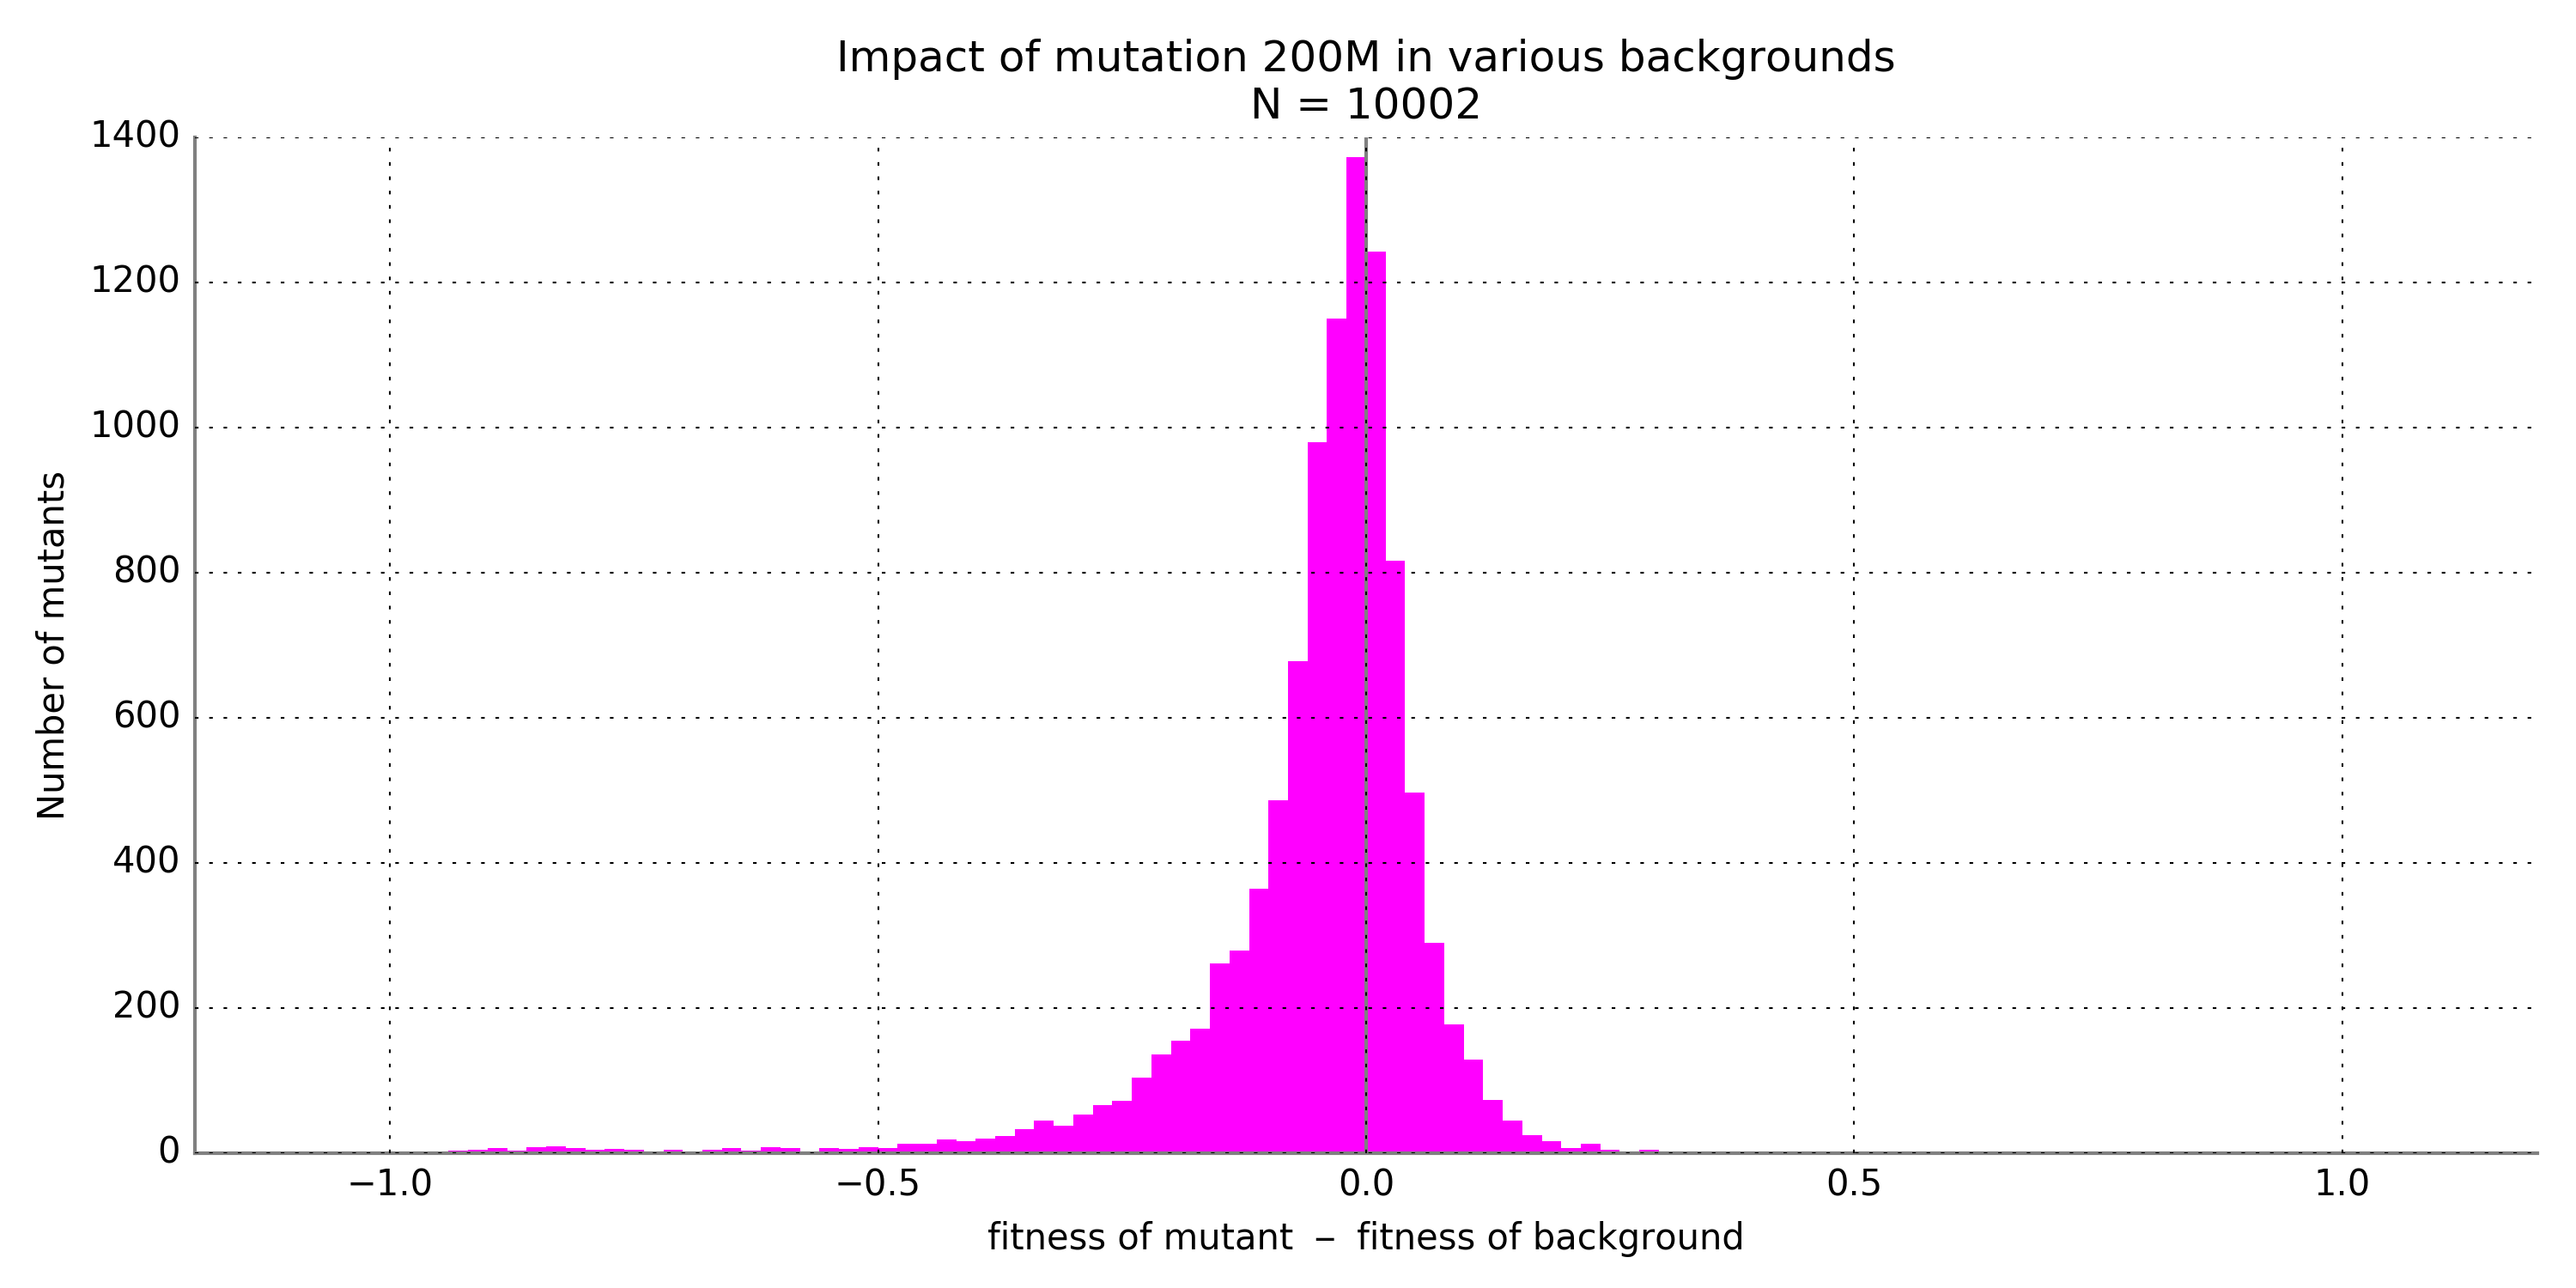 Impact of mutation 200M in various backgrounds
N = 10002
1400
1200
1000
800
600
400
200
0
Number of mutants
−1.0 −0.5 0.0 0.5 1.0
fitness of mutant – fitness of background